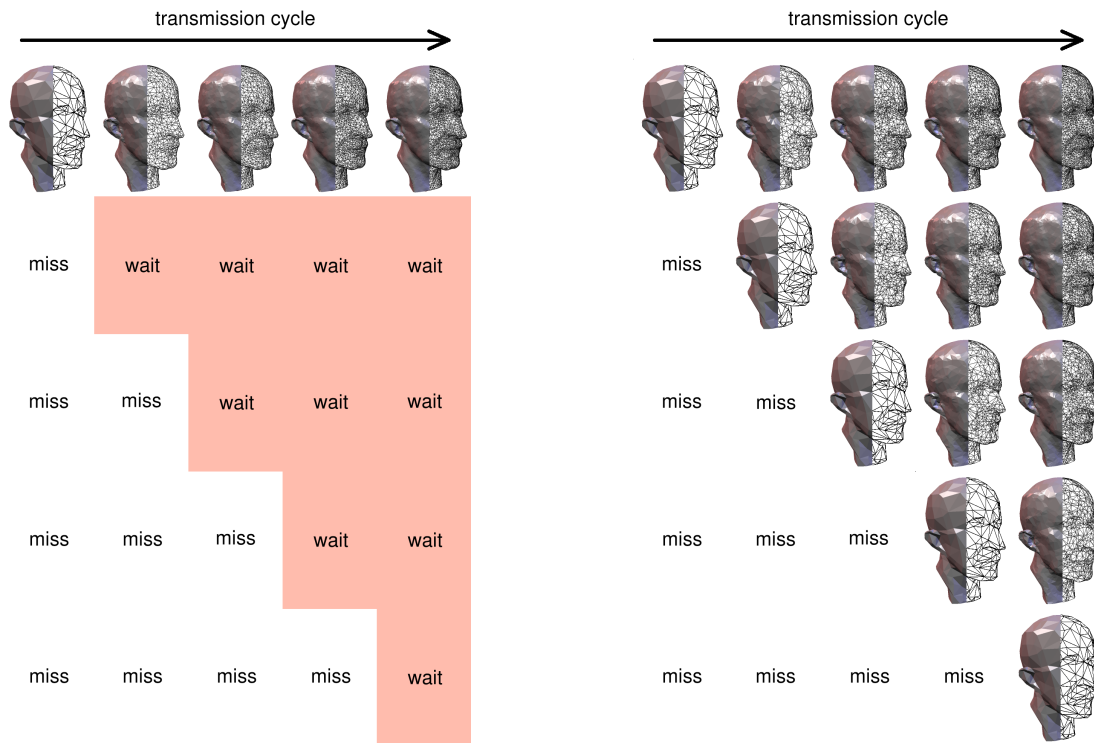 transmission cycle
transmission cycle
miss wait wait wait wait
miss
miss miss wait wait wait
miss miss
miss miss miss wait wait
miss miss miss
miss miss miss miss wait
miss miss miss miss